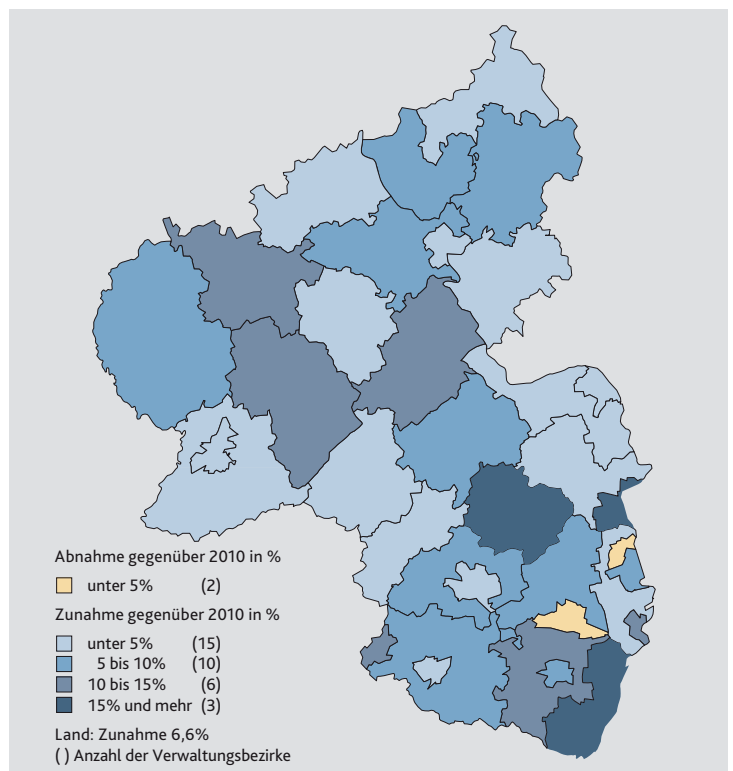 Abnahme gegenüber 2010 in %
unter 5% (2)
Zunahme gegenüber 2010 in %
unter 5% (15)
5 bis 10% (10)
10 bis 15% (6)
15% und mehr (3)
Land: Zunahme 6,6%
( ) Anzahl der Verwaltungsbezirke